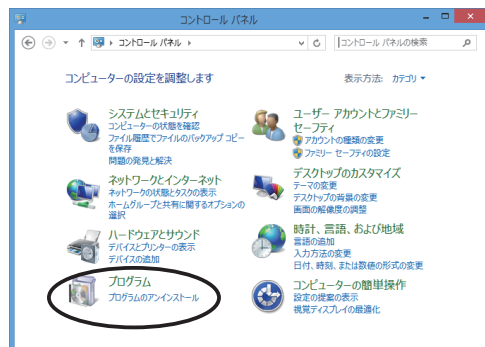 コントロール パネル
コントロール パネル
コントロール パネルの検索
コンピューターの設定を調整します
表示方法: カテゴリ
システムとセキュリティ
コンピューターの状態を確認
ファイル履歴でファイルのバックアップ コピー
を保存
問題の発見と解決
ネットワークとインターネット
ネットワークの状態とタスクの表示
ホームグループと共有に関するオプションの
選択
ハードウェアとサウンド
デバイスとプリンターの表示
デバイスの追加
プログラム
プログラムのアンインストール
ユーザー アカウントとファミリー
セーフティ
アカウントの種類の変更
ファミリー セーフティの設定
デスクトップのカスタマイズ
テーマの変更
デスクトップの背景の変更
画面の解像度の調整
時計、言語、および地域
言語の追加
入力方法の変更
日付、時刻、または数値の形式の変更
コンピューターの簡単操作
設定の提案の表示
視覚ディスプレイの最適化